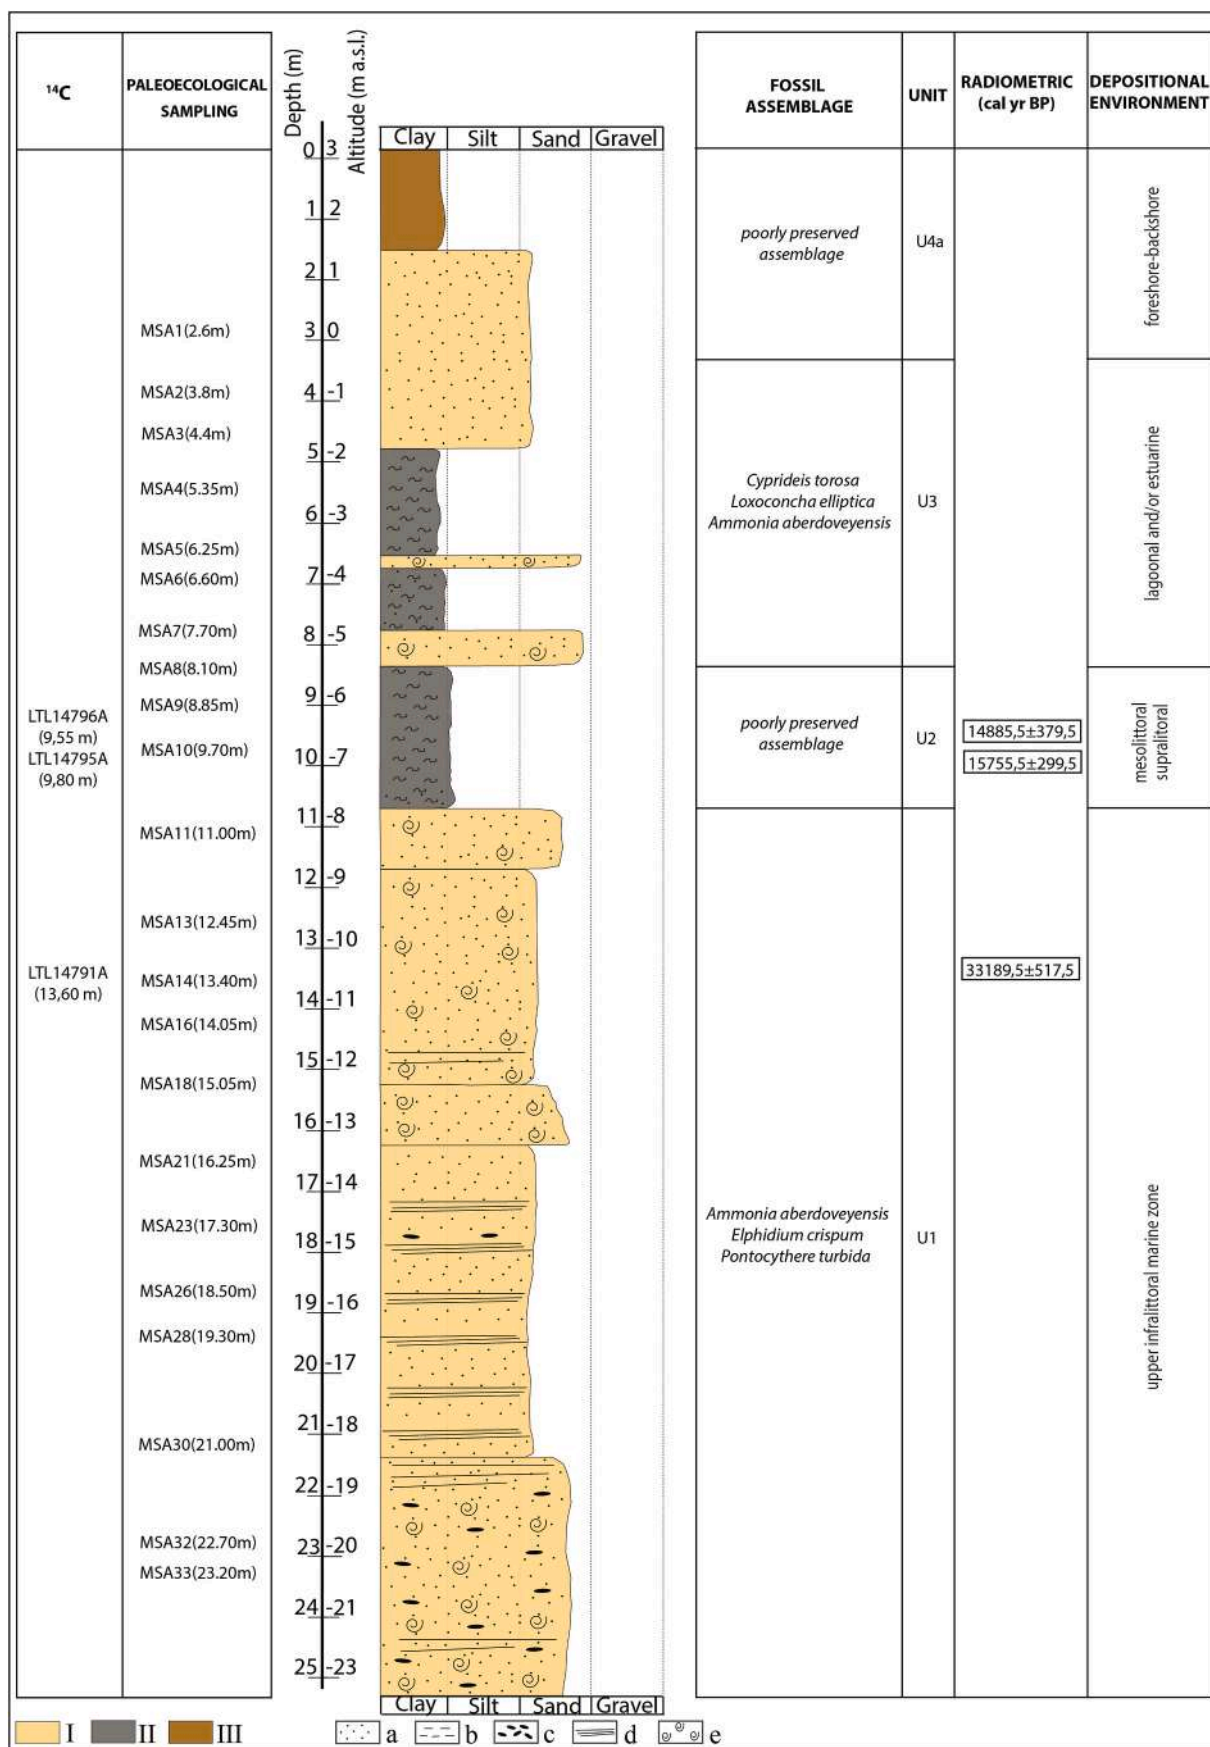 ¹⁴C
PALEOECOLOGICAL
SAMPLING
Depth (m)
Altitude (m a.s.l.)
FOSSIL
ASSEMBLAGE
UNIT
RADIOMETRIC
(cal yr BP)
DEPOSITIONAL
ENVIRONMENT
Clay Silt Sand Gravel
0 3
1 2
2 1
3 0
4 -1
5 -2
6 -3
7 -4
8 -5
9 -6
10 -7
11 -8
12 -9
13 -10
14 -11
15 -12
16 -13
17 -14
18 -15
19 -16
20 -17
21 -18
22 -19
23 -20
24 -21
25 -23
LTL14796A
(9,55 m)
LTL14795A
(9,80 m)
LTL14791A
(13,60 m)
MSA1(2.6m)
MSA2(3.8m)
MSA3(4.4m)
MSA4(5.35m)
MSA5(6.25m)
MSA6(6.60m)
MSA7(7.70m)
MSA8(8.10m)
MSA9(8.85m)
MSA10(9.70m)
MSA11(11.00m)
MSA13(12.45m)
MSA14(13.40m)
MSA16(14.05m)
MSA18(15.05m)
MSA21(16.25m)
MSA23(17.30m)
MSA26(18.50m)
MSA28(19.30m)
MSA30(21.00m)
MSA32(22.70m)
MSA33(23.20m)
poorly preserved
assemblage
U4a
foreshore-backshore
Cyprideis torosa
Loxoconcha elliptica
Ammonia aberdoveyensis
U3
lagoonal and/or estuarine
poorly preserved
assemblage
U2
14885,5±379,5
15755,5±299,5
mesolittoral
supralitoral
33189,5±517,5
Ammonia aberdoveyensis
Elphidium crispum
Pontocythere turbida
U1
upper infralittoral marine zone
Clay Silt Sand Gravel
I II III a b c d e